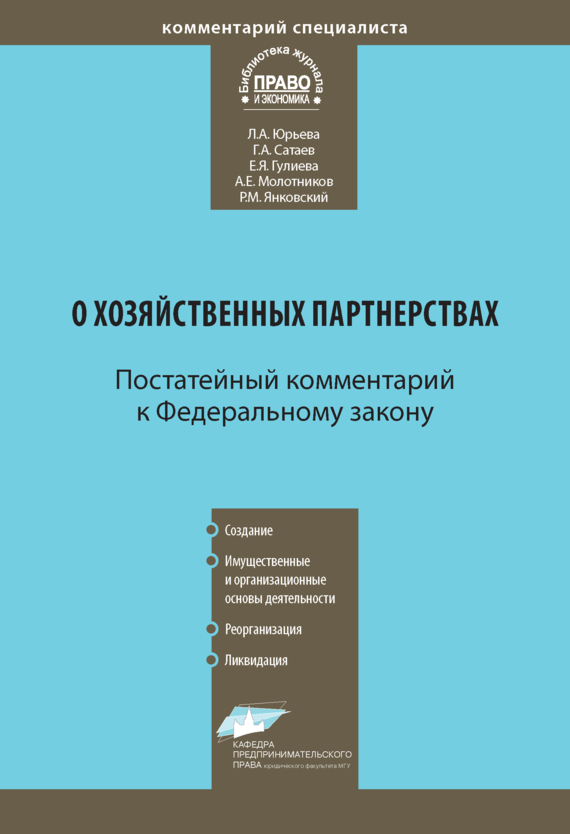 комментарий специалиста
Библиотека журнала
ПРАВО
И ЭКОНОМИКА
Л.А. Юрьева
Г.А. Сатаев
Е.Я. Гулиева
А.Е. Молотников
Р.М. Янковский
О ХОЗЯЙСТВЕННЫХ ПАРТНЕРСТВАХ
Постатейный комментарий
к Федеральному закону
Создание
Имущественные
и организационные
основы деятельности
Реорганизация
Ликвидация
КАФЕДРА
ПРЕДПРИНИМАТЕЛЬСКОГО
ПРАВА юридического факультета МГУ